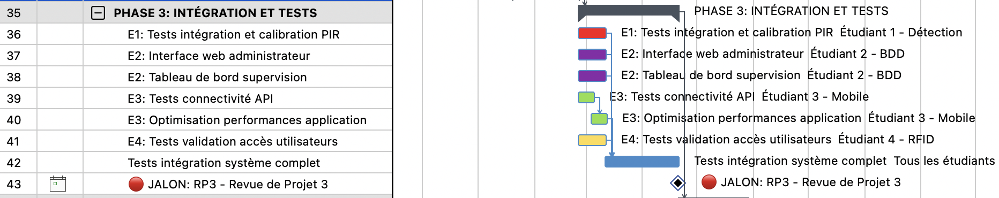 35 PHASE 3: INTÉGRATION ET TESTS PHASE 3: INTÉGRATION ET TESTS
36 E1: Tests intégration et calibration PIR E1: Tests intégration et calibration PIR Étudiant 1 - Détection
37 E2: Interface web administrateur E2: Interface web administrateur Étudiant 2 - BDD
38 E2: Tableau de bord supervision E2: Tableau de bord supervision Étudiant 2 - BDD
39 E3: Tests connectivité API E3: Tests connectivité API Étudiant 3 - Mobile
40 E3: Optimisation performances application E3: Optimisation performances application Étudiant 3 - Mobile
41 E4: Tests validation accès utilisateurs E4: Tests validation accès utilisateurs Étudiant 4 - RFID
42 Tests intégration système complet Tests intégration système complet Tous les étudiants
43 JALON: RP3 - Revue de Projet 3 JALON: RP3 - Revue de Projet 3